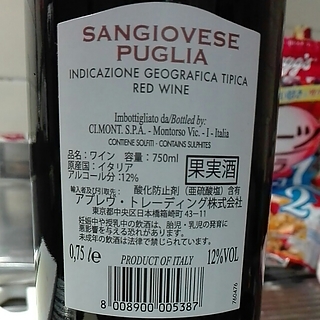 SANGIOVESE
PUGLIA
INDICAZIONE GEOGRAFICA TIPICA
RED WINE
Imbottigliato da/Bottled by:
CI.MONT. S.P.A. - Montorso Vic. - I - Italia
CONTIENE SOLFITI - CONTAINS SULPHITES
品名：ワイン 容量：750ml
原産国：イタリア
アルコール分：12%
果実酒
輸入者及び引取先： 酸化防止剤（亜硫酸塩）含有
アプレヴ・トレーディング株式会社
東京都中央区日本橋箱崎町43-11
妊娠中や授乳中の飲酒は、胎児・乳児の発育に
悪影響を与える恐れがあります。
未成年の飲酒は法律で禁じられています。
0,75 l e PRODUCT OF ITALY 12%VOL
8 008900 005387
760476